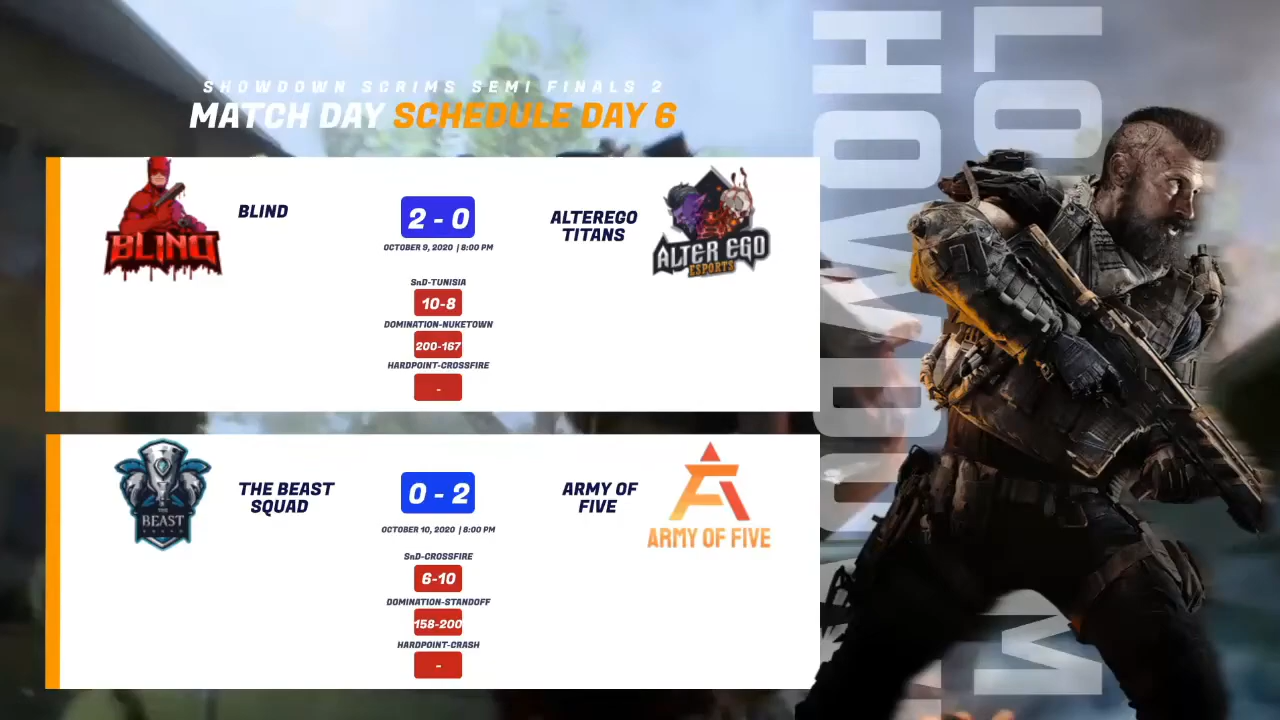 SHOWDOWN SCRIMS SEMI FINALS 2
MATCH DAY SCHEDULE DAY 6
BLIND
BLIND
2 - 0
OCTOBER 9, 2020 | 8:00 PM
ALTEREGO
TITANS
ALTER EGO
ESPORTS
SnD-TUNISIA
10-8
DOMINATION-NUKETOWN
200-167
HARDPOINT-CROSSFIRE
-
THE
BEAST
SQUAD
THE BEAST
SQUAD
0 - 2
OCTOBER 10, 2020 | 8:00 PM
ARMY OF
FIVE
ARMY OF FIVE
SnD-CROSSFIRE
6-10
DOMINATION-STANDOFF
158-200
HARDPOINT-CRASH
-